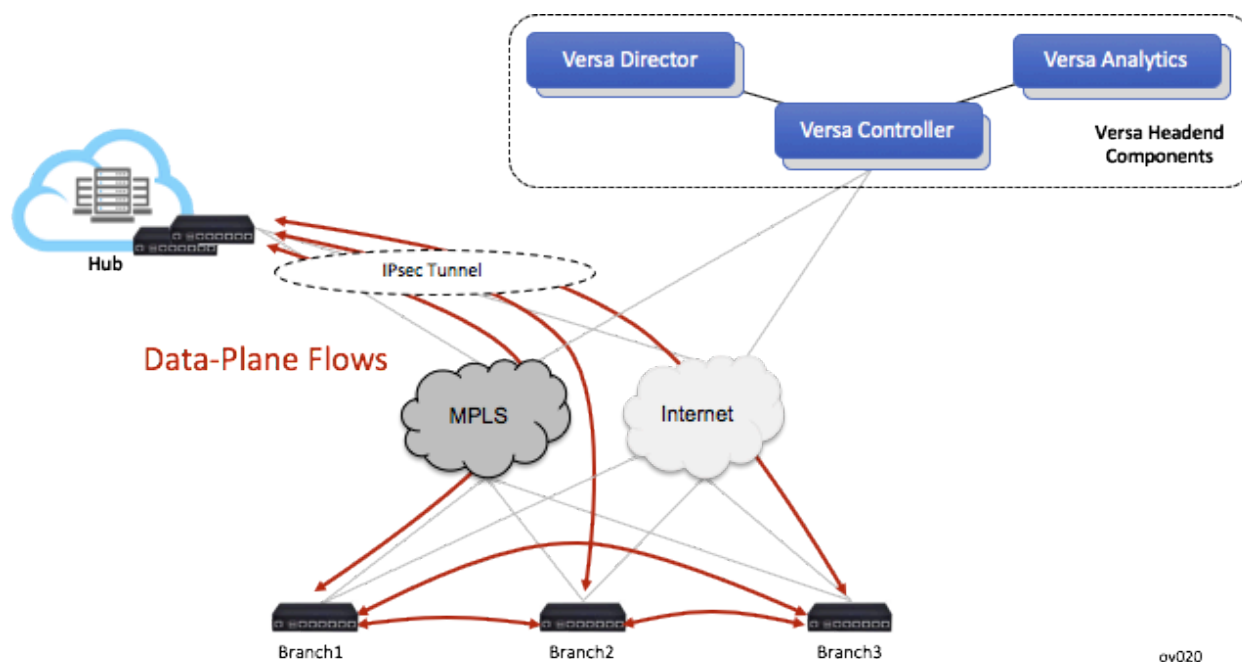 Versa Director
Versa Analytics
Versa Controller
Versa Headend
Components
Hub
IPsec Tunnel
Data-Plane Flows
MPLS
Internet
Branch1
Branch2
Branch3
ov020